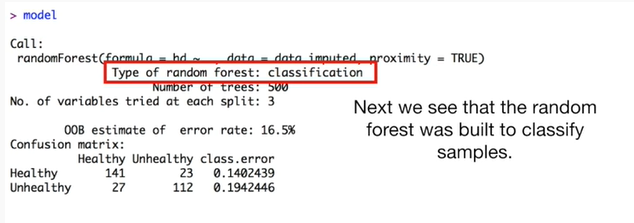 > model
Call:
randomForest(formula = hd ~ ., data = data.imputed, proximity = TRUE)
Type of random forest: classification
Number of trees: 500
No. of variables tried at each split: 3
OOB estimate of  error rate: 16.5%
Confusion matrix:
Healthy Unhealthy class.error
Healthy 141 23 0.1402439
Unhealthy 27 112 0.1942446
Next we see that the random
forest was built to classify
samples.